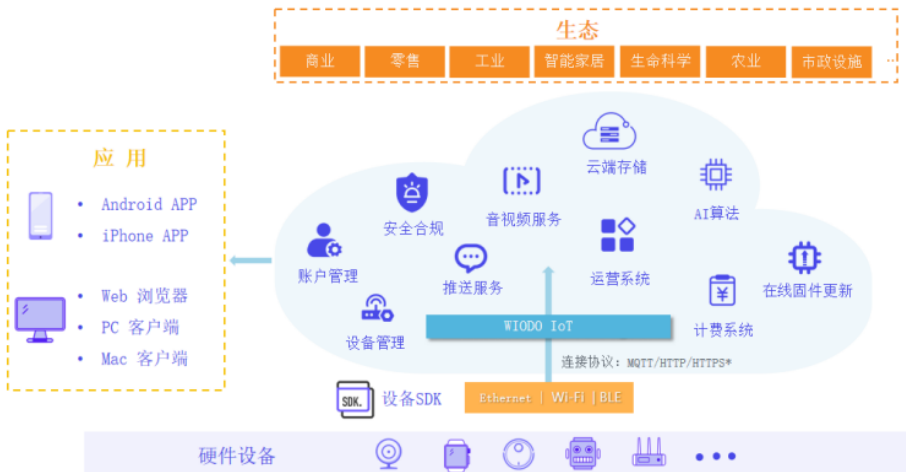 生态
商业 零售 工业 智能家居 生命科学 农业 市政设施 ...
应 用
• Android APP
• iPhone APP
• Web 浏览器
• PC 客户端
• Mac 客户端
云端存储
音视频服务
AI算法
安全合规
账户管理
推送服务
运营系统
在线固件更新
设备管理
计费系统
WIODO IoT
连接协议: MQTT/HTTP/HTTPS*
SDK. 设备SDK
Ethernet | Wi-Fi | BLE
硬件设备